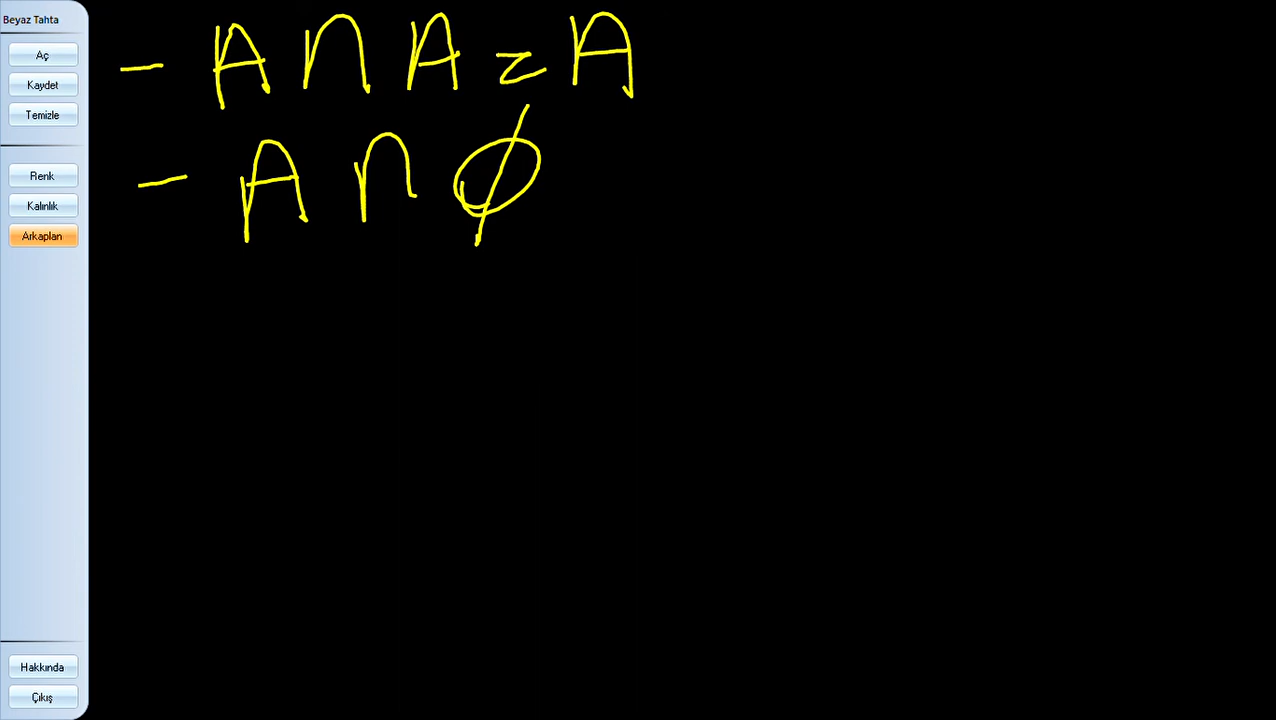 Beyaz Tahta
Aç
Kaydet
Temizle
Renk
Kalınlık
Arkaplan
Hakkında
Çıkış
- A ∩ A = A
- A ∩ ∅